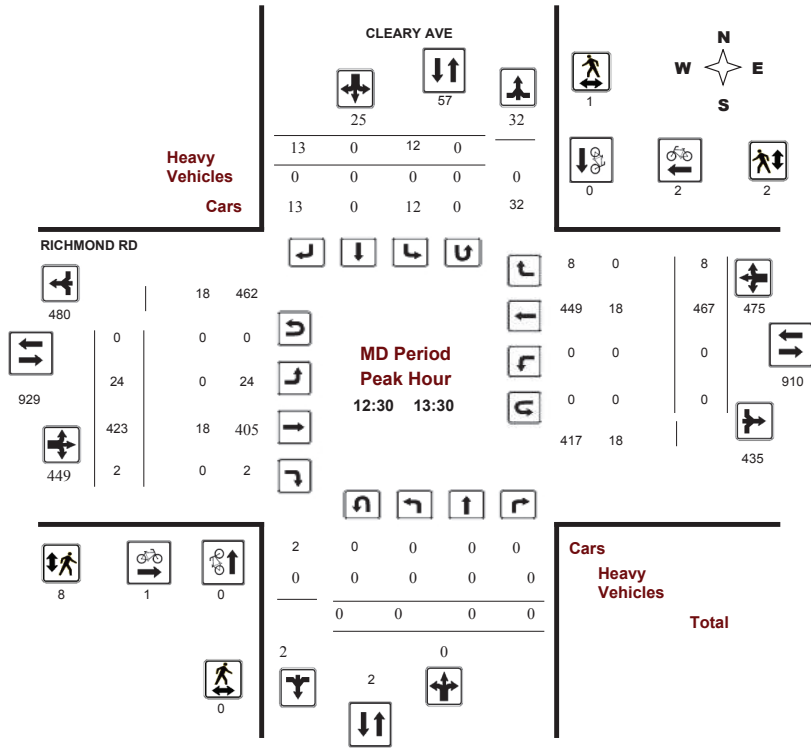 CLEARY AVE
57
25
32
1
N
W E
S
13 0 12 0
Heavy
Vehicles
0 0 0 0 0
Cars
13 0 12 0 32
0
2
2
RICHMOND RD
480
18 462
0 0 0
24 0 24
929
423 18 405
449
2 0 2
MD Period
Peak Hour
12:30 13:30
8 0 8
475
449 18 467
0 0 0
910
0 0 0
417 18
435
8
1
0
0
2 0 0 0 0
0 0 0 0 0
0 0 0 0
2
2
0
Cars
Heavy
Vehicles
Total